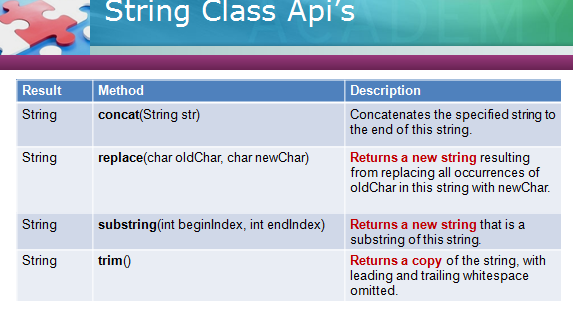 String Class Api's
ACADEMY
Result Method Description
String concat(String str) Concatenates the specified string to
the end of this string.
String replace(char oldChar, char newChar) Returns a new string resulting
from replacing all occurrences of
oldChar in this string with newChar.
String substring(int beginIndex, int endIndex) Returns a new string that is a
substring of this string.
String trim() Returns a copy of the string, with
leading and trailing whitespace
omitted.